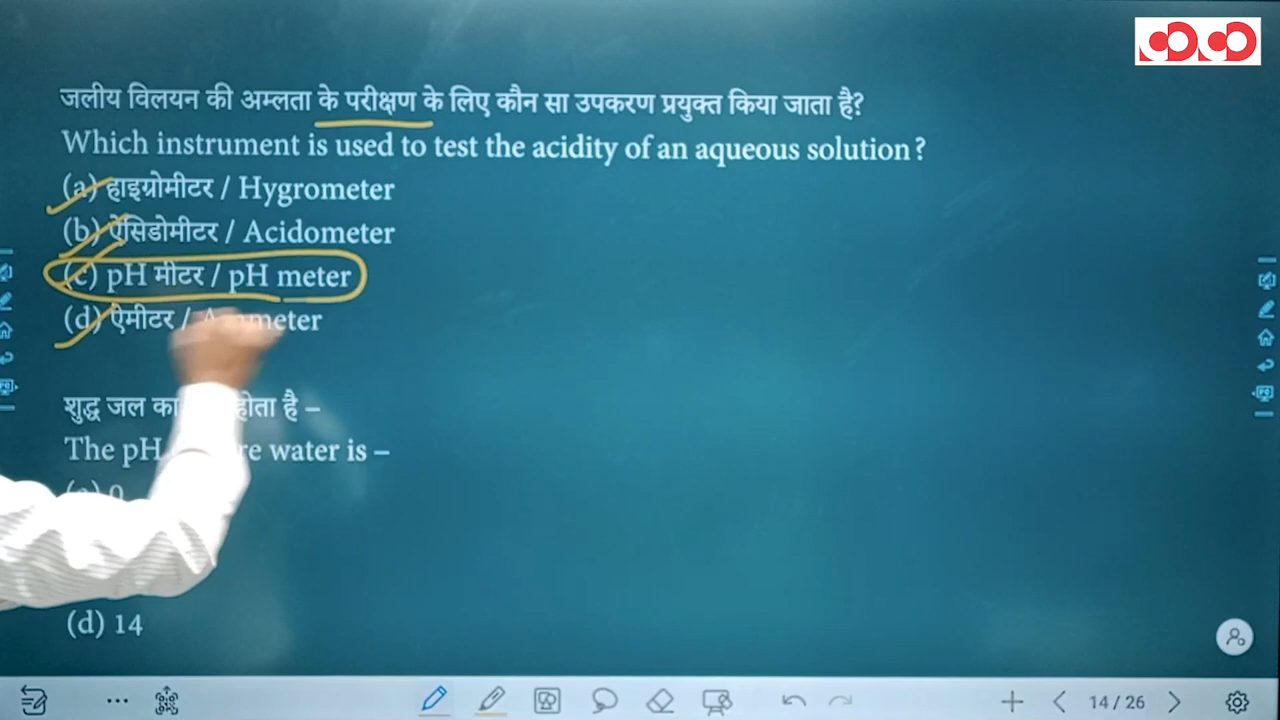 जलीय विलयन की अम्लता के परीक्षण के लिए कौन सा उपकरण प्रयुक्त किया जाता है?
Which instrument is used to test the acidity of an aqueous solution?
(a) हाइग्रोमीटर / Hygrometer
(b) ऐसिडोमीटर / Acidometer
(c) pH मीटर / pH meter
(d) ऐमीटर /
शुद्ध जल का होता है –
The pH water is –
(a) 0
(d) 14
14 / 26